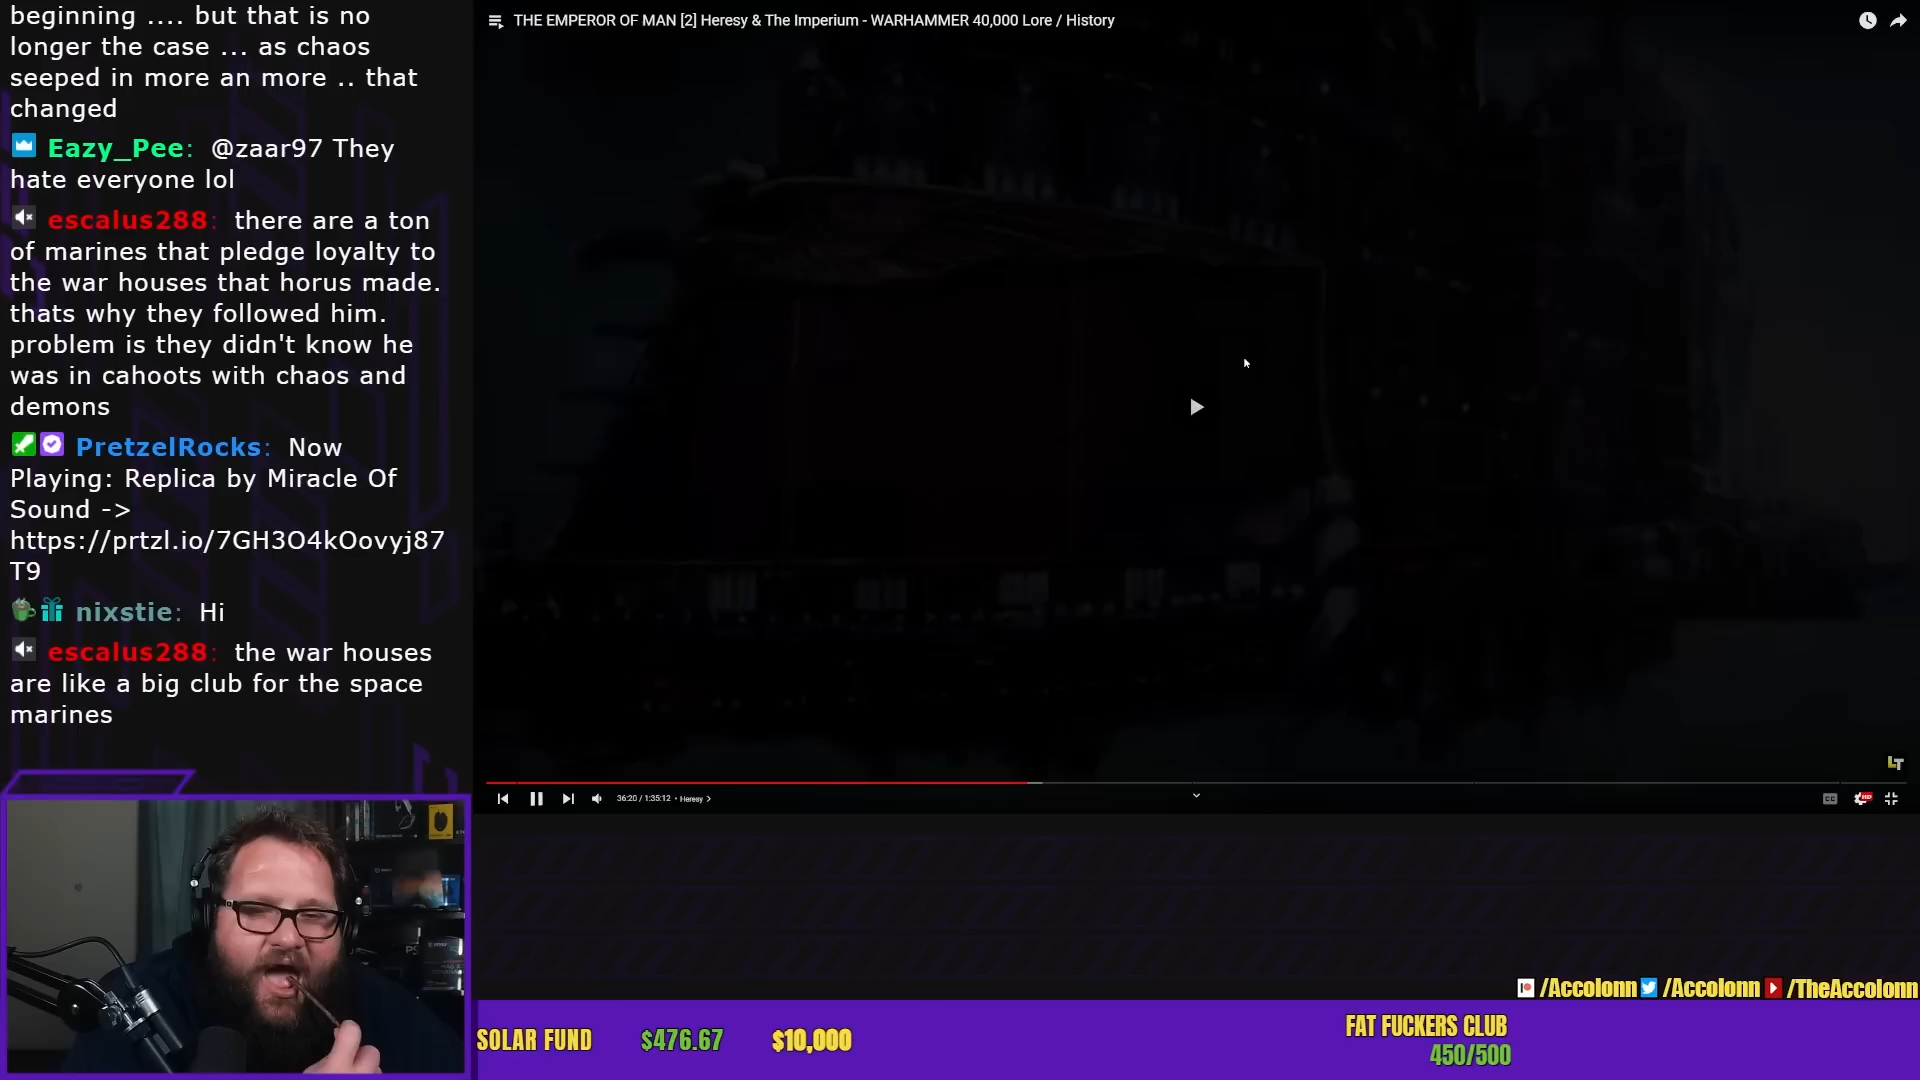 beginning .... but that is no
longer the case ... as chaos
seeped in more an more .. that
changed
Eazy_Pee: @zaar97 They
hate everyone lol
escalus288: there are a ton
of marines that pledge loyalty to
the war houses that horus made.
thats why they followed him.
problem is they didn't know he
was in cahoots with chaos and
demons
PretzelRocks: Now
Playing: Replica by Miracle Of
Sound ->
https://prtzl.io/7GH3O4kOovyj87
T9
nixstie: Hi
escalus288: the war houses
are like a big club for the space
marines
THE EMPEROR OF MAN [2] Heresy & The Imperium - WARHAMMER 40,000 Lore / History
LT
36:20 / 1:35:12 • Heresy >
CC
HD
/Accolonn /Accolonn /TheAccolonn
SOLAR FUND $476.67 $10,000
FAT FUCKERS CLUB
450/500